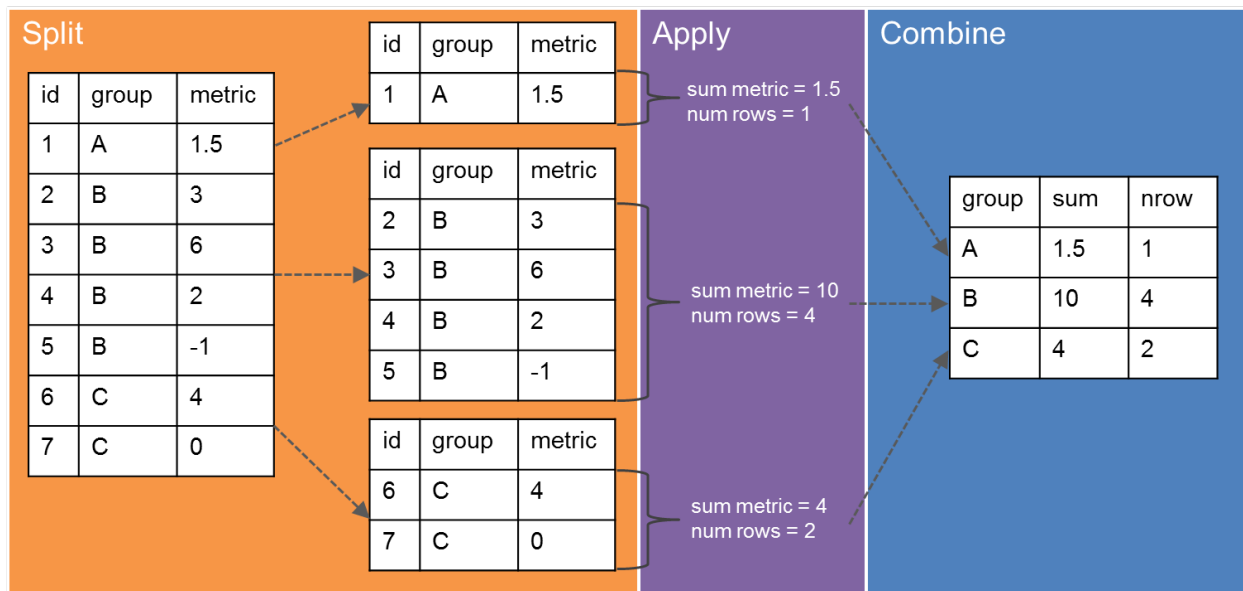 Split
id group metric
1 A 1.5
2 B 3
3 B 6
4 B 2
5 B -1
6 C 4
7 C 0
id group metric
1 A 1.5
id group metric
2 B 3
3 B 6
4 B 2
5 B -1
id group metric
6 C 4
7 C 0
Apply
sum metric = 1.5
num rows = 1
sum metric = 10
num rows = 4
sum metric = 4
num rows = 2
Combine
group sum nrow
A 1.5 1
B 10 4
C 4 2